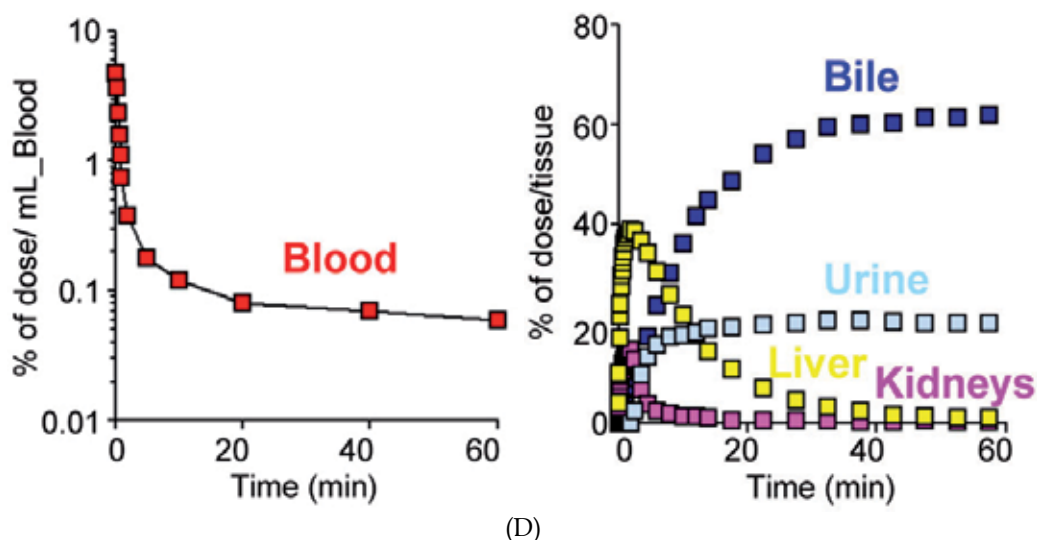 % of dose/ mL_Blood
10
1
0.1
0.01
Blood
0 20 40 60
Time (min)
% of dose/tissue
80
60
40
20
0
Bile
Urine
Liver
Kidneys
0 20 40 60
Time (min)
(D)